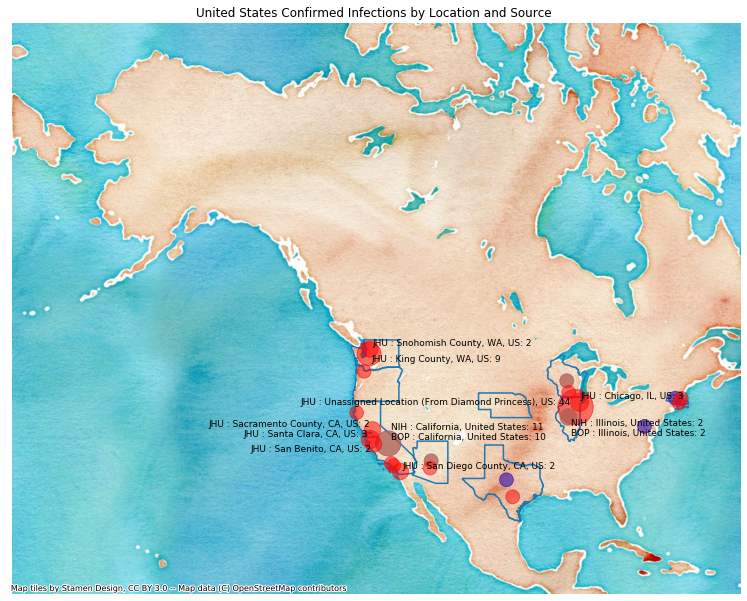 United States Confirmed Infections by Location and Source
JHU : Snohomish County, WA, US: 2
JHU : King County, WA, US: 9
JHU : Chicago, IL, US: 3
JHU : Unassigned Location (From Diamond Princess), US: 44
JHU : Sacramento County, CA, US: 2
NIH : Illinois, United States: 2
NIH : California, United States: 11
JHU : Santa Clara, CA, US: 3
BOP : Illinois, United States: 2
BOP : California, United States: 10
JHU : San Benito, CA, US: 2
JHU : San Diego County, CA, US: 2
Map tiles by Stamen Design, CC BY 3.0 -- Map data (C) OpenStreetMap contributors